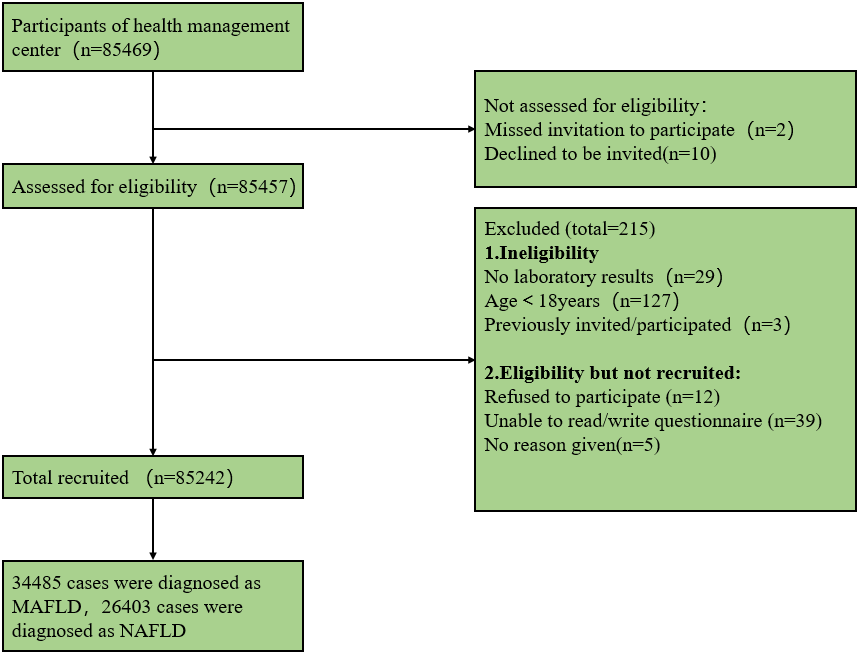 Participants of health management
center（n=85469）
Not assessed for eligibility：
Missed invitation to participate（n=2）
Declined to be invited(n=10)
Assessed for eligibility（n=85457）
Excluded (total=215)
1.Ineligibility
No laboratory results（n=29）
Age < 18years（n=127）
Previously invited/participated（n=3）
2.Eligibility but not recruited:
Refused to participate (n=12)
Unable to read/write questionnaire (n=39)
No reason given(n=5)
Total recruited （n=85242）
34485 cases were diagnosed as
MAFLD，26403 cases were
diagnosed as NAFLD